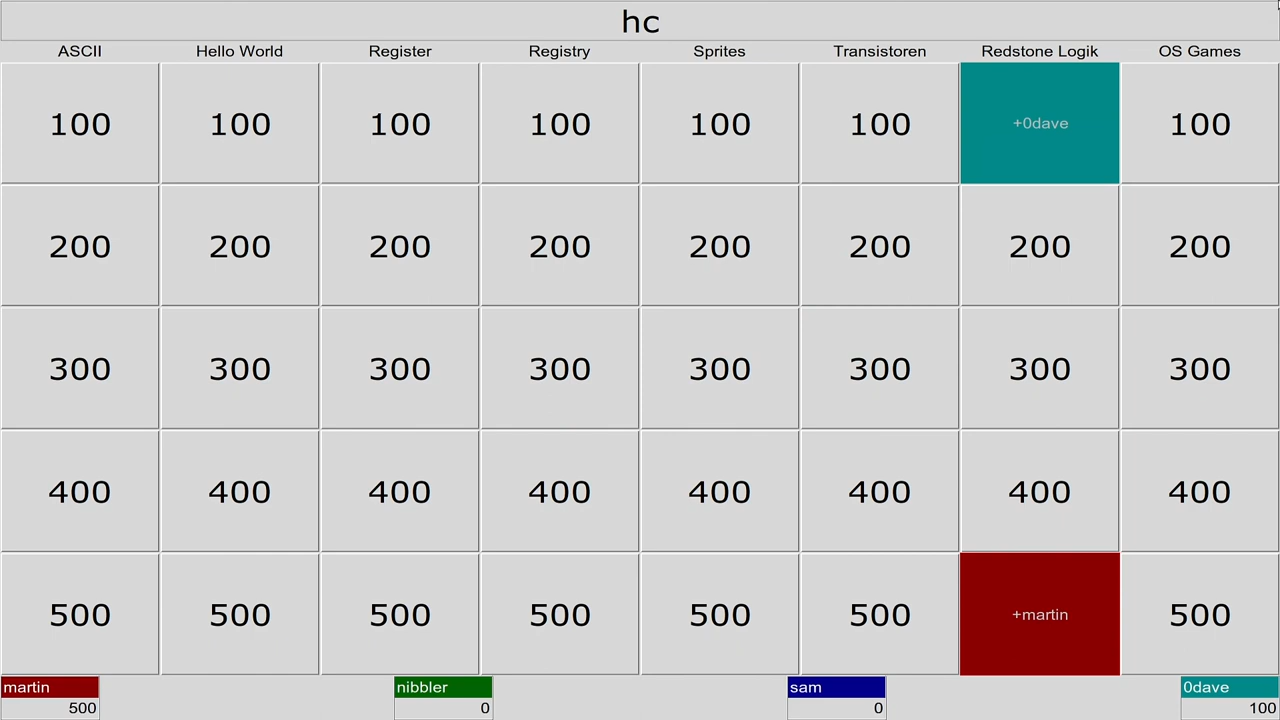 hc
ASCII Hello World Register Registry Sprites Transistoren Redstone Logik OS Games
100 100 100 100 100 100 +0dave 100
200 200 200 200 200 200 200 200
300 300 300 300 300 300 300 300
400 400 400 400 400 400 400 400
500 500 500 500 500 500 +martin 500
martin nibbler sam 0dave
500 0 0 100